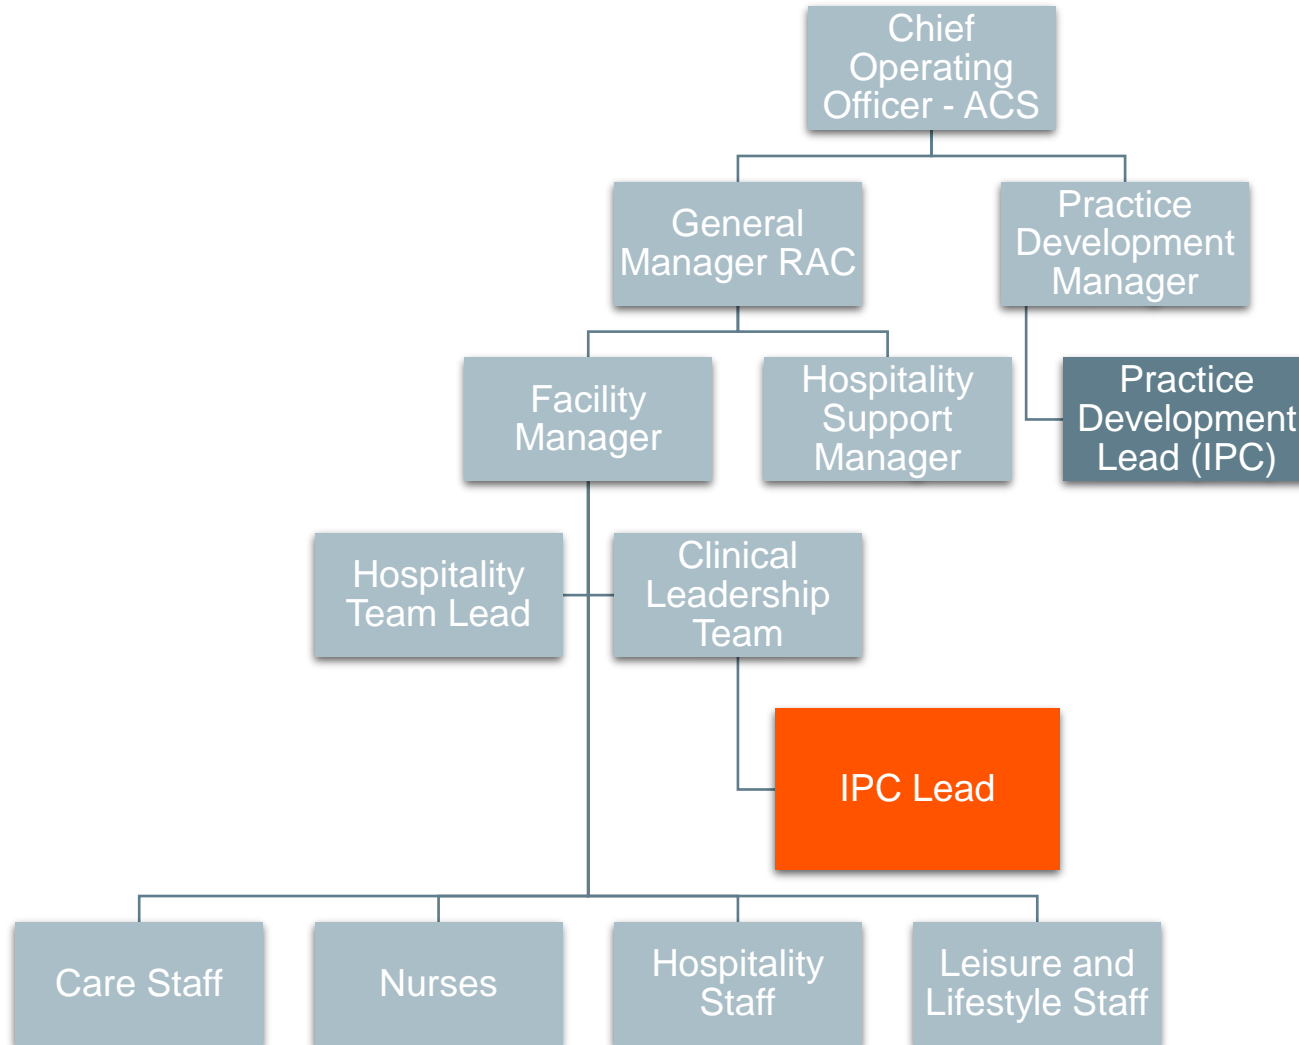 Chief
Operating
Officer - ACS
General
Manager RAC
Practice
Development
Manager
Facility
Manager
Hospitality
Support
Manager
Practice
Development
Lead (IPC)
Hospitality
Team Lead
Clinical
Leadership
Team
IPC Lead
Care Staff
Nurses
Hospitality
Staff
Leisure and
Lifestyle Staff